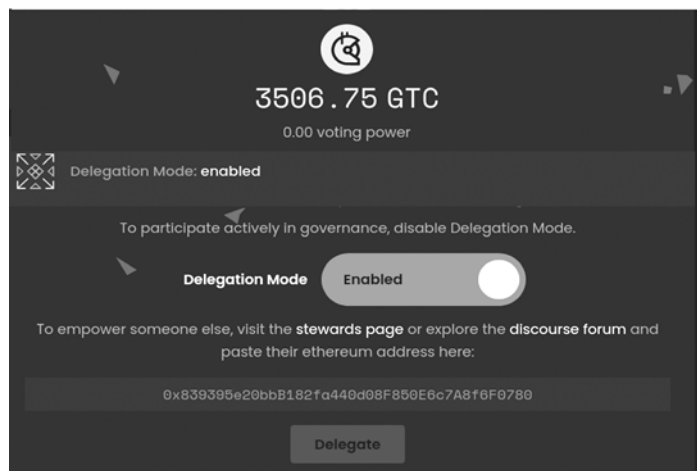 3506.75 GTC
0.00 voting power
Delegation Mode: enabled
To participate actively in governance, disable Delegation Mode.
Delegation Mode Enabled
To empower someone else, visit the stewards page or explore the discourse forum and
paste their ethereum address here:
0x839395e20bbB182fa440d08F850E6c7A8f6F0780
Delegate